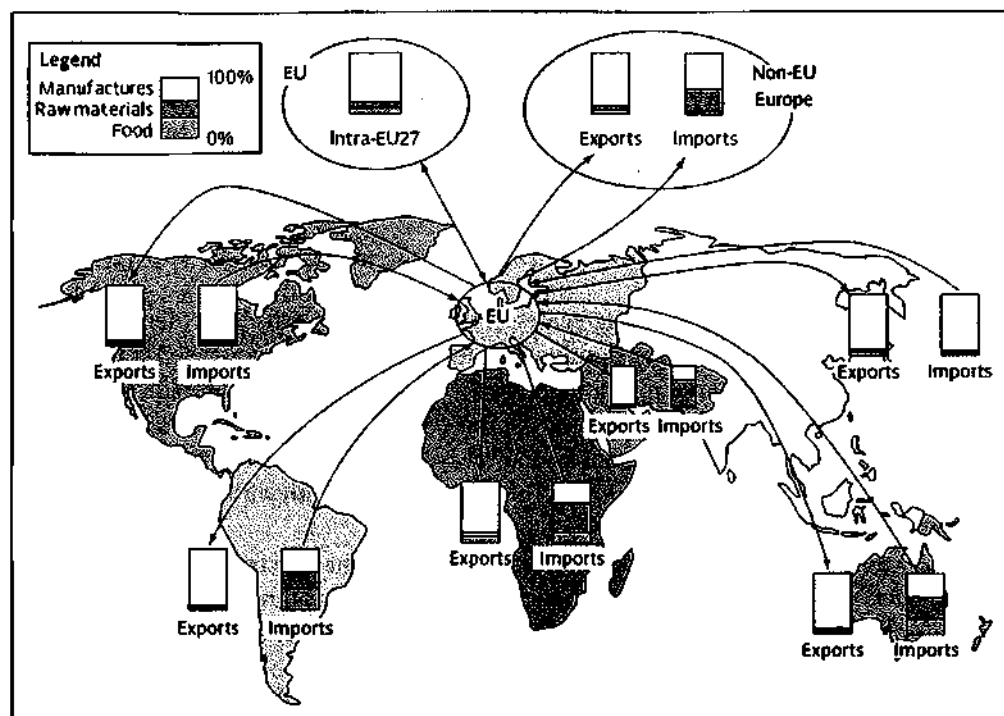 Legend
Manufactures
Raw materials
Food
100%
0%
EU
Intra-EU27
Non-EU
Europe
Exports
Imports
EU
Exports
Imports
Exports
Imports
Exports
Imports
Exports
Imports
Exports
Imports
Exports
Imports